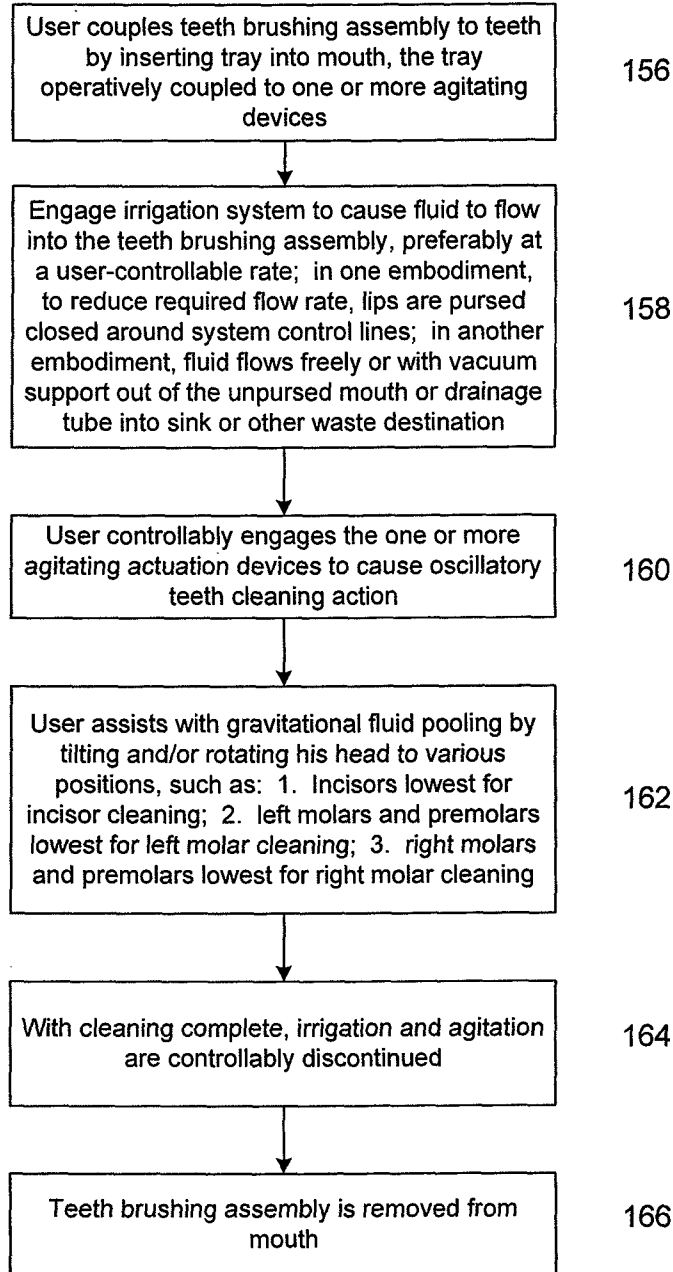 User couples teeth brushing assembly to teeth
by inserting tray into mouth, the tray
operatively coupled to one or more agitating
devices
156
Engage irrigation system to cause fluid to flow
into the teeth brushing assembly, preferably at
a user-controllable rate; in one embodiment,
to reduce required flow rate, lips are pursed
closed around system control lines; in another
embodiment, fluid flows freely or with vacuum
support out of the unpursed mouth or drainage
tube into sink or other waste destination
158
User controllably engages the one or more
agitating actuation devices to cause oscillatory
teeth cleaning action
160
User assists with gravitational fluid pooling by
tilting and/or rotating his head to various
positions, such as: 1. Incisors lowest for
incisor cleaning; 2. left molars and premolars
lowest for left molar cleaning; 3. right molars
and premolars lowest for right molar cleaning
162
With cleaning complete, irrigation and agitation
are controllably discontinued
164
Teeth brushing assembly is removed from
mouth
166